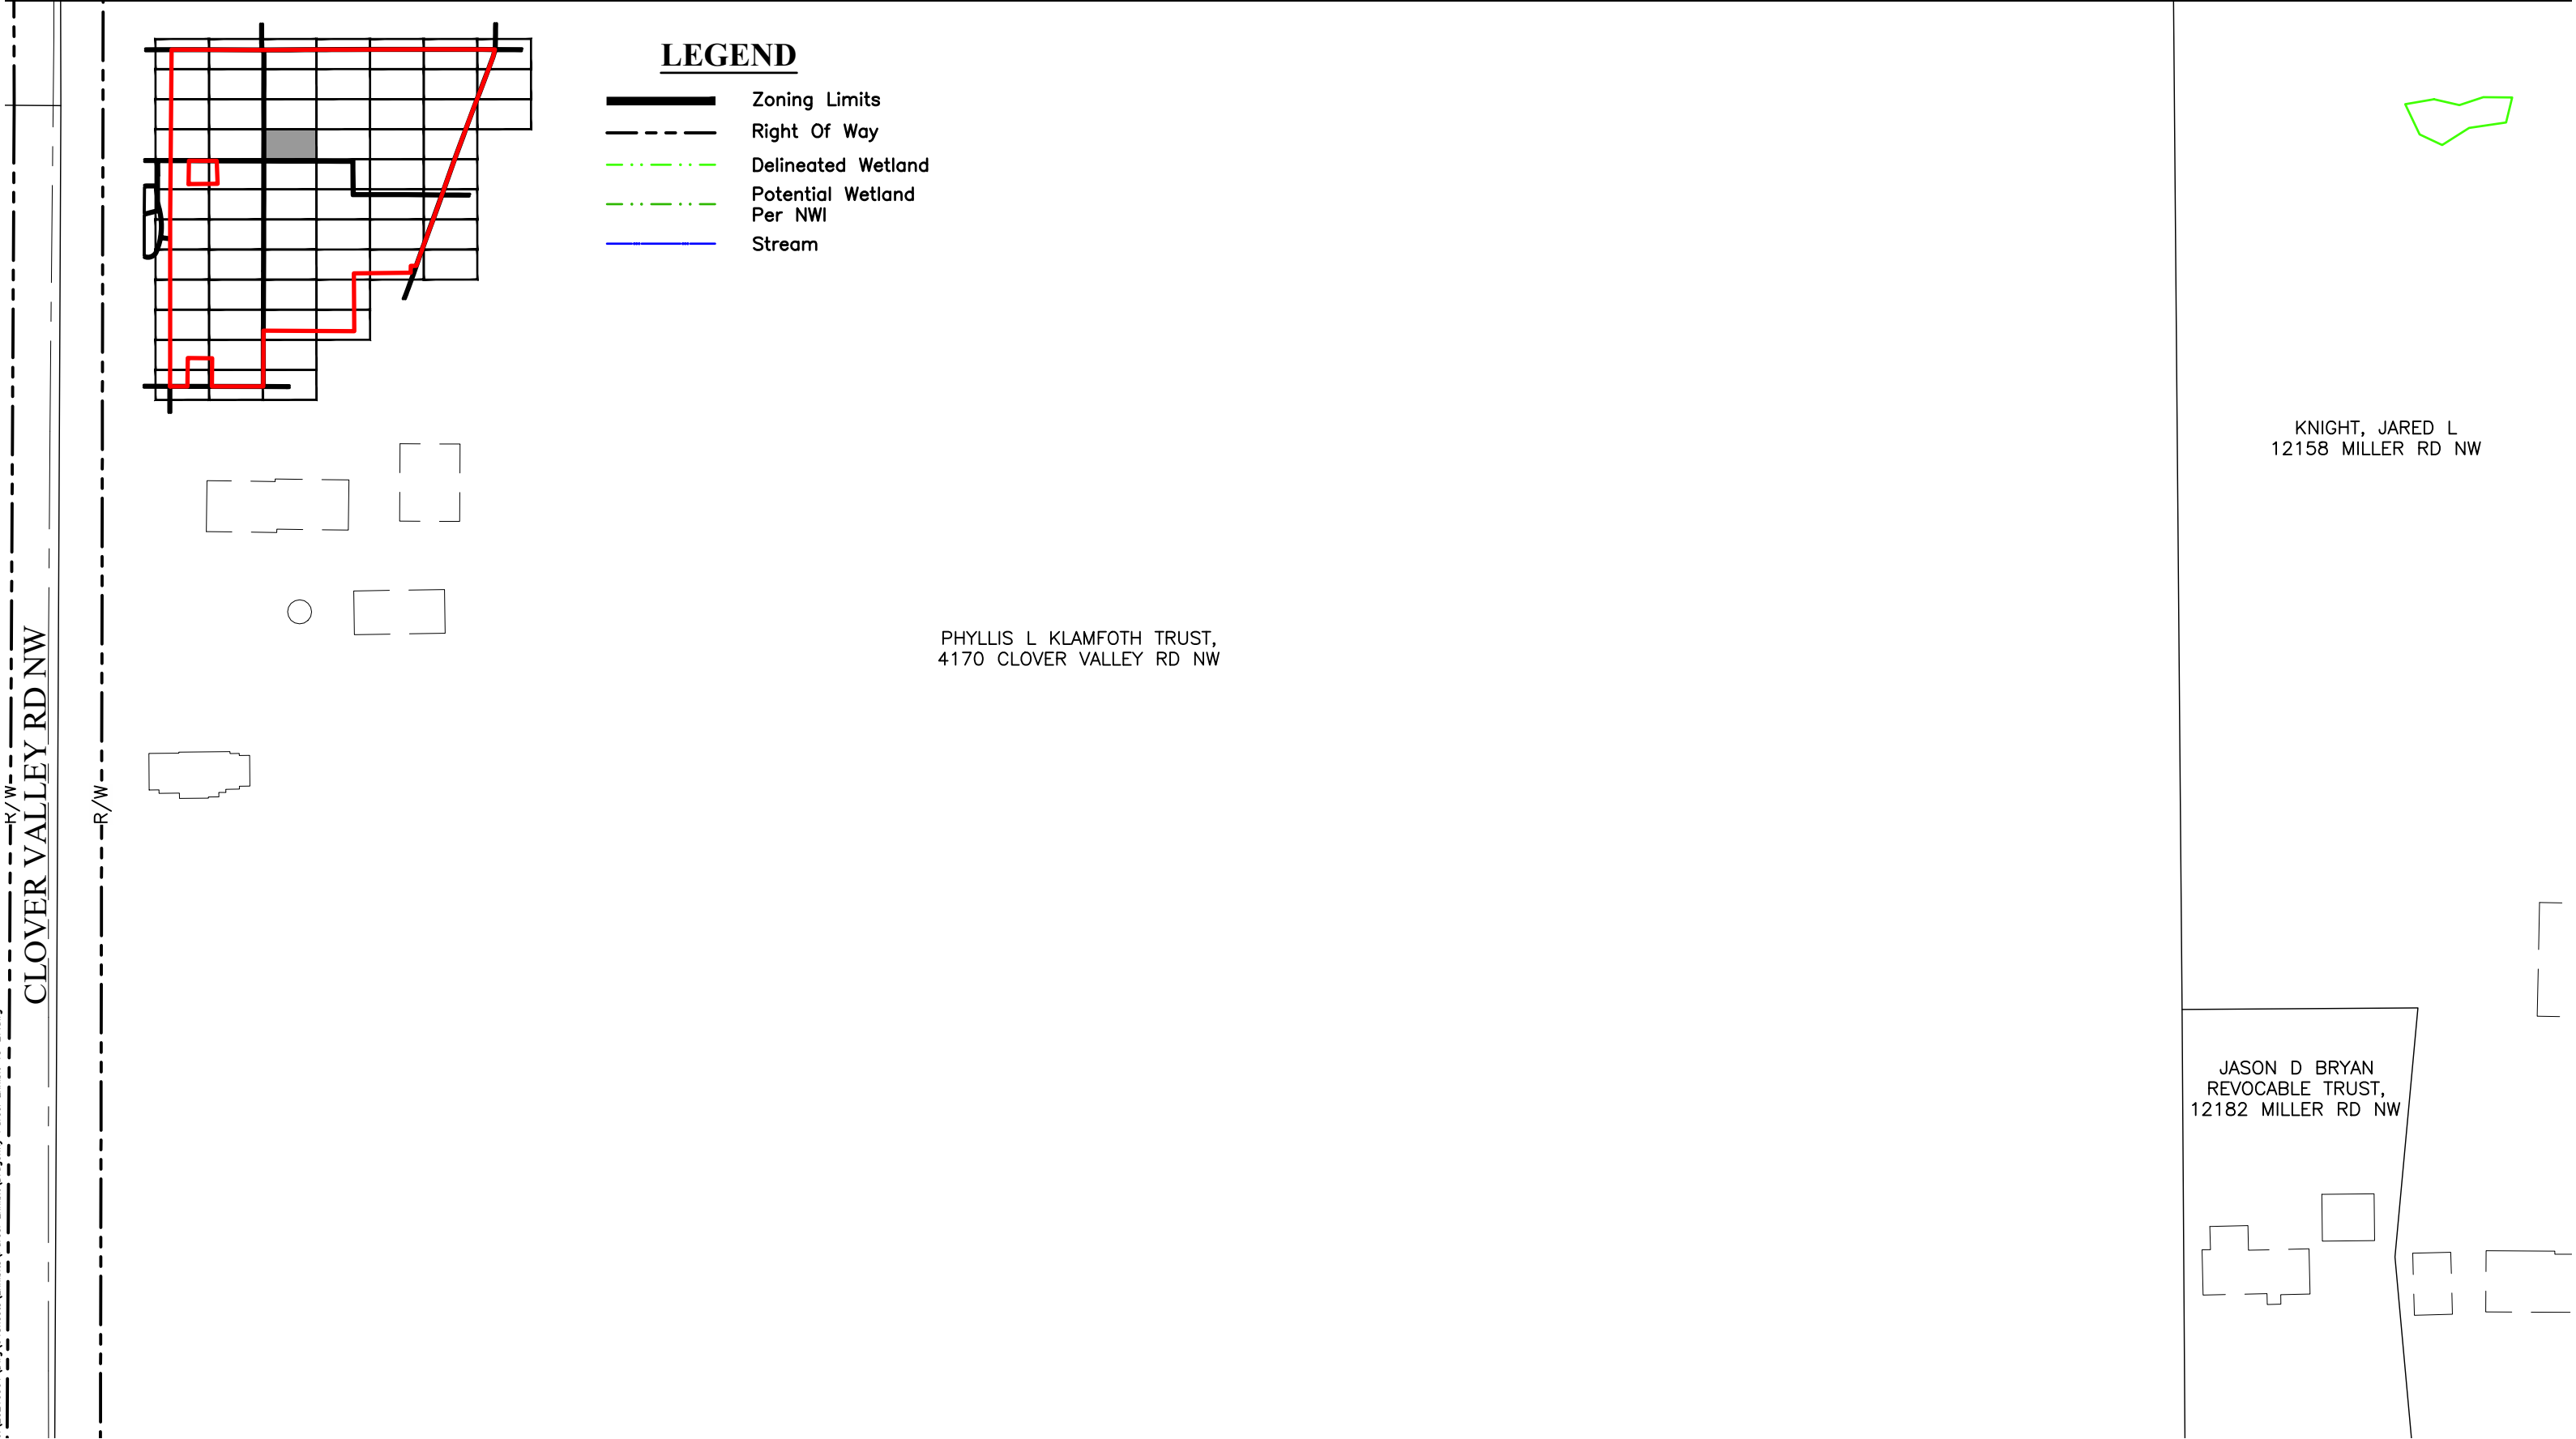 LEGEND
Zoning Limits
Right Of Way
Delineated Wetland
Potential Wetland
Per NWI
Stream
KNIGHT, JARED L
12158 MILLER RD NW
PHYLLIS L KLAMFOTH TRUST,
4170 CLOVER VALLEY RD NW
CLOVER VALLEY RD NW
R/W
R/W
JASON D BRYAN
REVOCABLE TRUST,
12182 MILLER RD NW